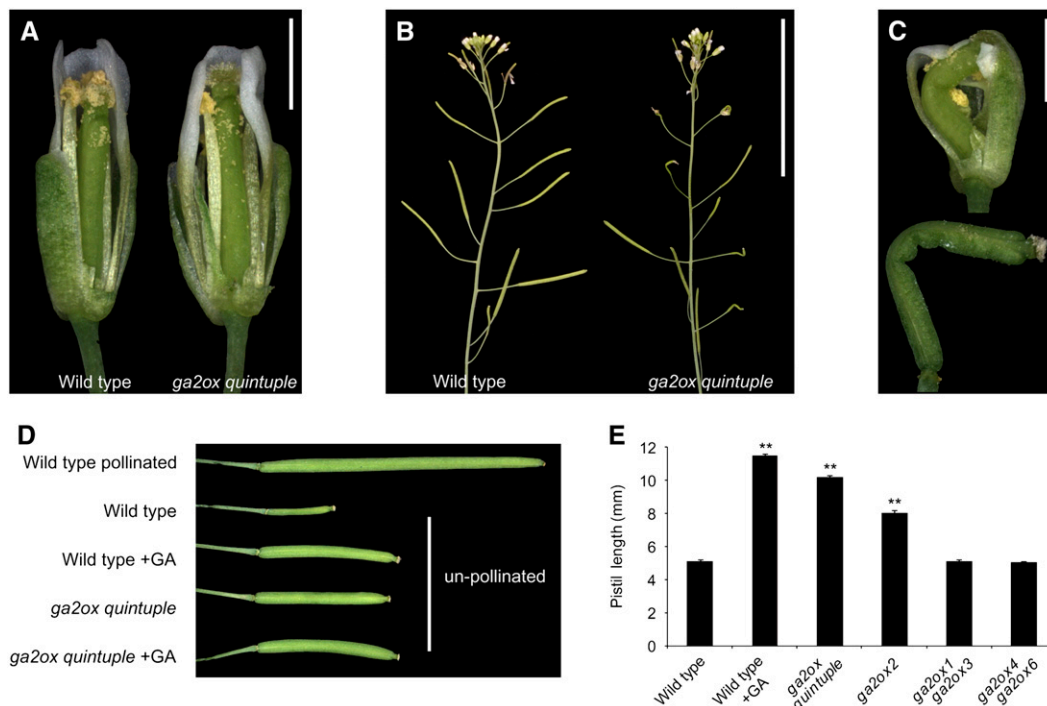 A
Wild type
ga2ox quintuple
B
Wild type
ga2ox quintuple
C
D
Wild type pollinated
Wild type
Wild type +GA
ga2ox quintuple
ga2ox quintuple +GA
un-pollinated
E
Pistil length (mm)
12
10
8
6
4
2
0
**
**
**
Wild type
Wild type
+GA
ga2ox
quintuple
ga2ox2
ga2ox1
ga2ox3
ga2ox4
ga2ox6